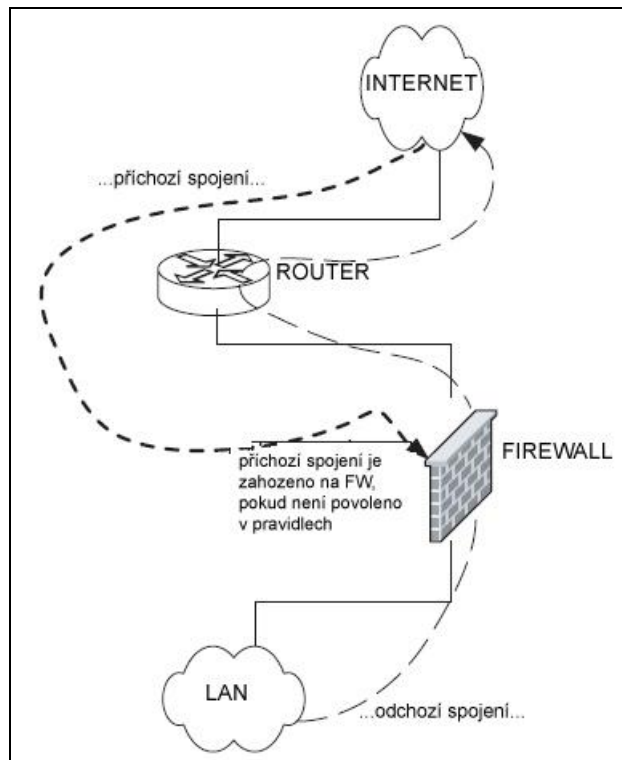 INTERNET
...příchozí spojení...
ROUTER
FIREWALL
příchozí spojení je
zahozeno na FW,
pokud není povoleno
v pravidlech
LAN
...odchozí spojení...